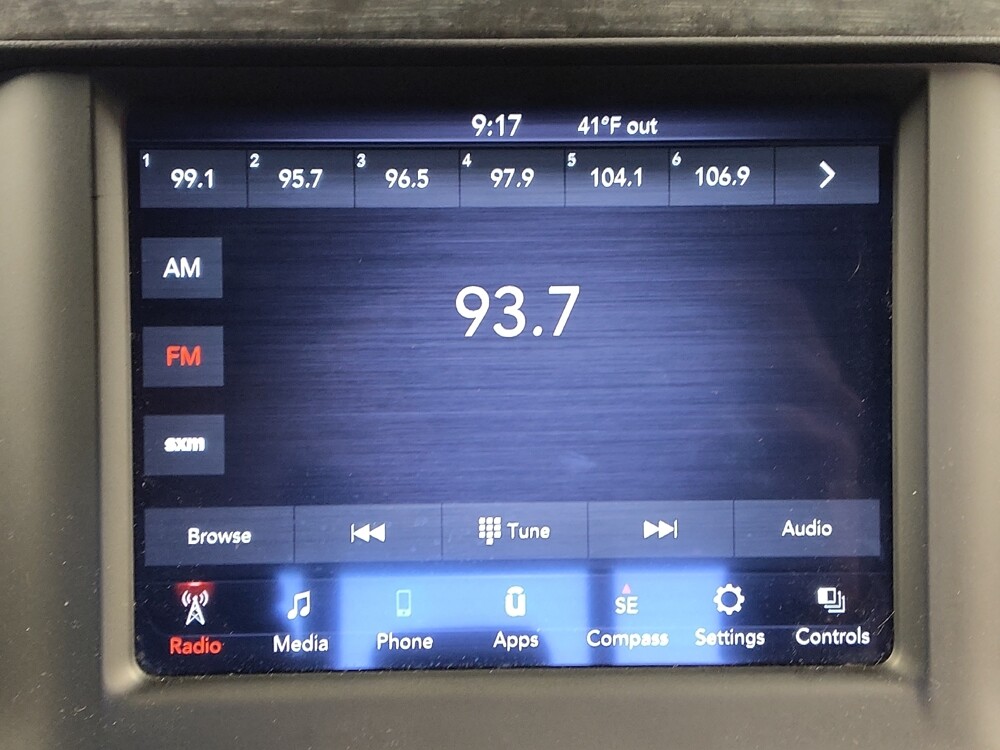 9:17 41°F out
1 99.1 2 95.7 3 96.5 4 97.9 5 104.1 6 106.9
AM
93.7
FM
sxm
Browse Tune Audio
SE
Radio Media Phone Apps Compass Settings Controls